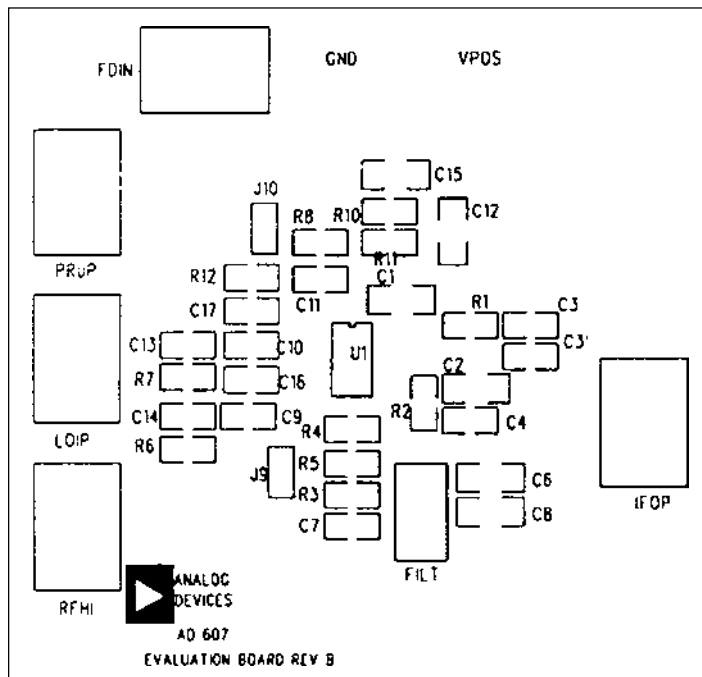 FDIN
GND
VPOS
C15
J10
R8
R10
C12
R11
PRUP
R12
C11
C1
C17
R1
C3
C13
C10
U1
C3'
R7
C16
C2
R2
C14
C9
R4
C4
LOIP
R6
J9
R5
R3
C6
C7
C8
IFOP
FILT
RFHI
ANALOG
DEVICES
AD 607
EVALUATION BOARD REV B